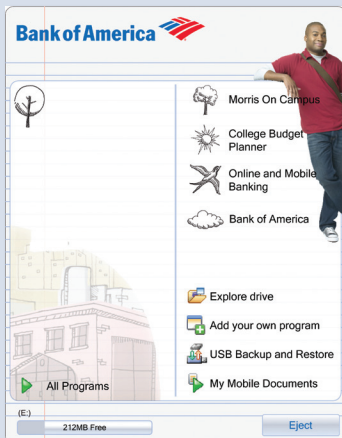 Bank of America
Morris On Campus
College Budget
Planner
Online and Mobile
Banking
Bank of America
Explore drive
Add your own program
USB Backup and Restore
My Mobile Documents
All Programs
(E:)
212MB Free
Eject